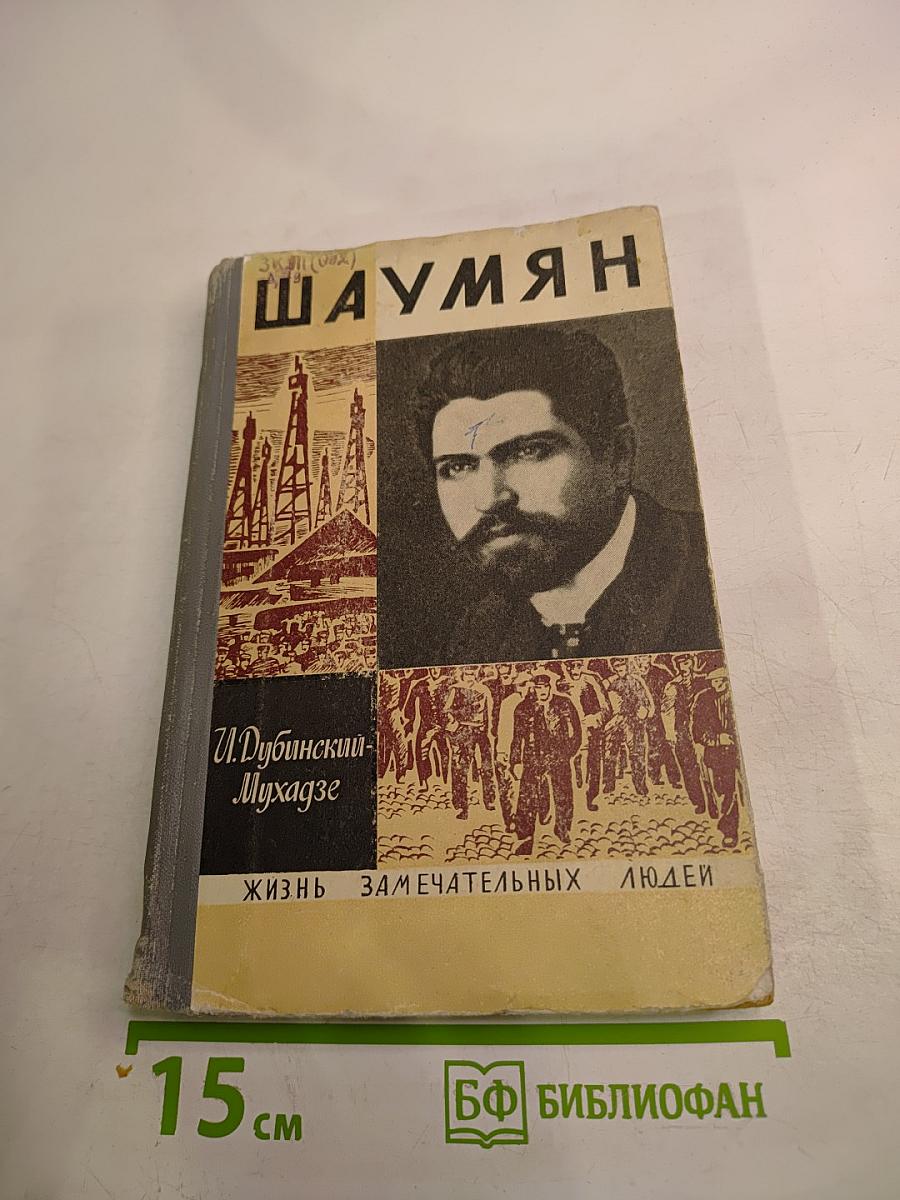 ШАУМЯН
И. Дубинский-
Мухадзе
ЖИЗНЬ ЗАМЕЧАТЕЛЬНЫХ ЛЮДЕЙ
15 см
БФ БИБЛИОФАН